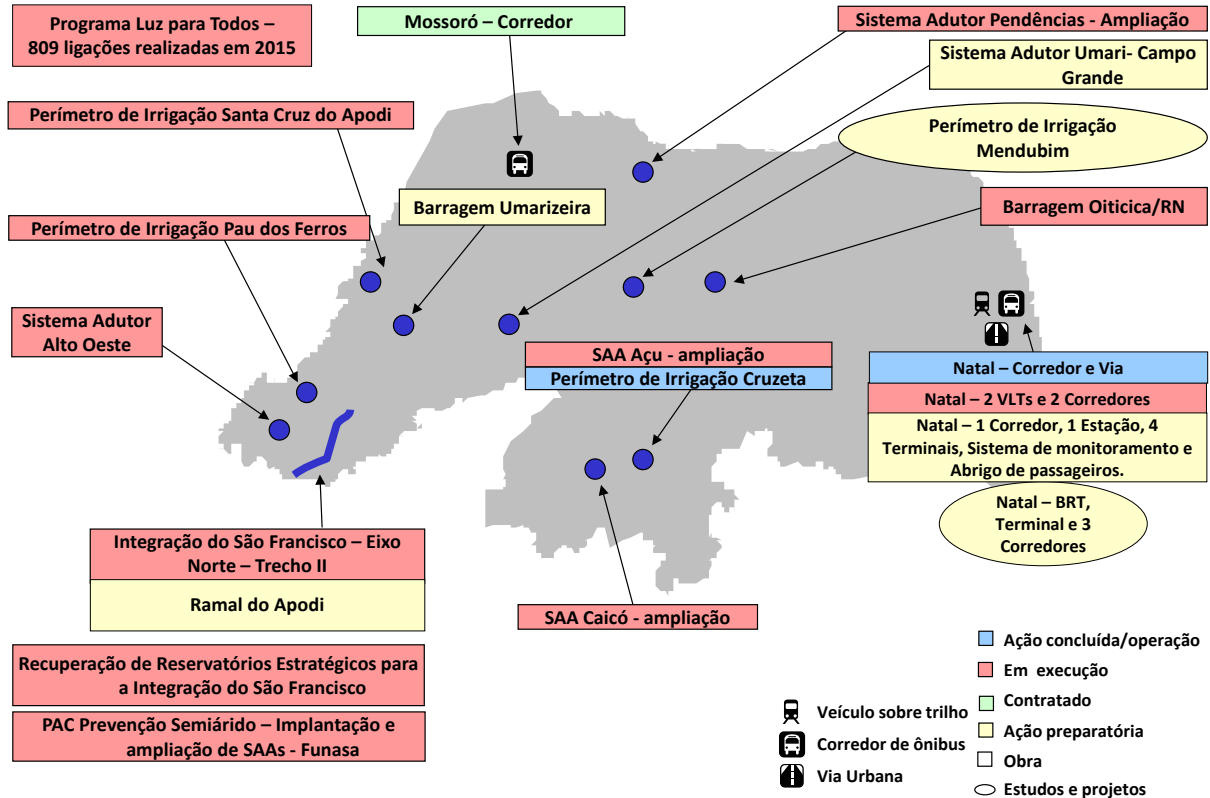 Programa Luz para Todos –
809 ligações realizadas em 2015
Mossoró – Corredor
Sistema Adutor Pendências - Ampliação
Sistema Adutor Umari- Campo
Grande
Perímetro de Irrigação Santa Cruz do Apodi
Perímetro de Irrigação
Mendubim
Barragem Umarizeira
Barragem Oiticica/RN
Perímetro de Irrigação Pau dos Ferros
Sistema Adutor
Alto Oeste
SAA Açu - ampliação
Perímetro de Irrigação Cruzeta
Natal – Corredor e Via
Natal – 2 VLTs e 2 Corredores
Natal – 1 Corredor, 1 Estação, 4
Terminais, Sistema de monitoramento e
Abrigo de passageiros.
Natal – BRT,
Terminal e 3
Corredores
Integração do São Francisco – Eixo
Norte – Trecho II
Ramal do Apodi
SAA Caicó - ampliação
Recuperação de Reservatórios Estratégicos para
a Integração do São Francisco
PAC Prevenção Semiárido – Implantação e
ampliação de SAAs - Funasa
Veículo sobre trilho
Corredor de ônibus
Via Urbana
Ação concluída/operação
Em execução
Contratado
Ação preparatória
Obra
Estudos e projetos